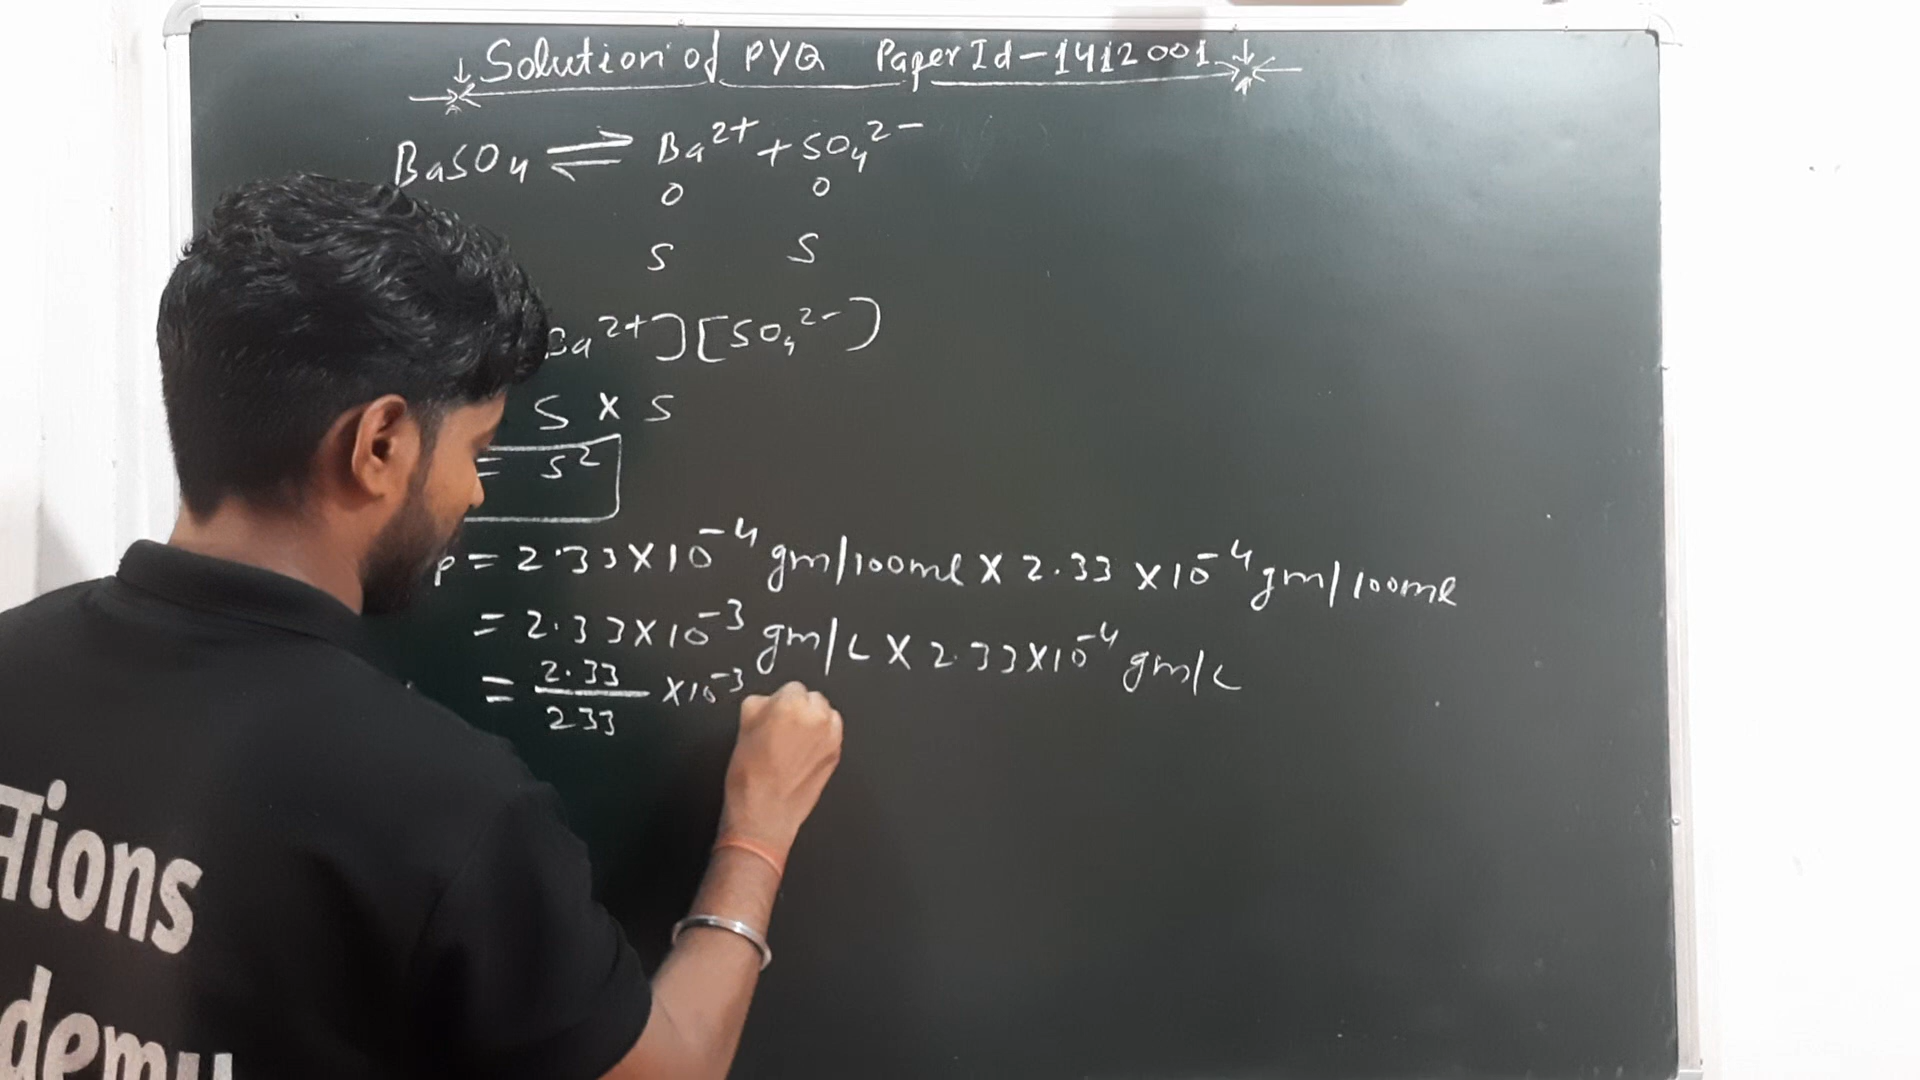 Solution of PYQ Paper Id-1412001
BaSO₄ ⇌ Ba²⁺ + SO₄²⁻
0 0
S S
Ba²⁺][SO₄²⁻]
S × S
= S²
p = 2.33×10⁻⁴ gm/100ml × 2.33×10⁻⁴ gm/100ml
= 2.33×10⁻³ gm/L × 2.33×10⁻⁴ gm/L
= 2.33/233 ×10⁻³